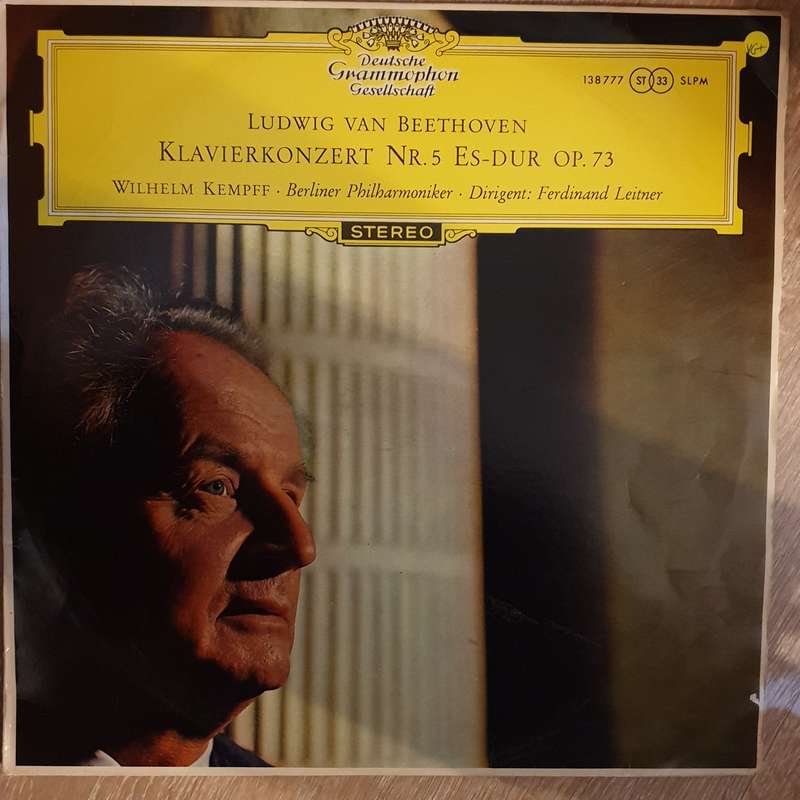 Deutsche
Grammophon
Gesellschaft
138777 ST 33 SLPM
VG+
LUDWIG VAN BEETHOVEN
KLAVIERKONZERT NR. 5 ES-DUR OP. 73
WILHELM KEMPFF · Berliner Philharmoniker · Dirigent: Ferdinand Leitner
STEREO